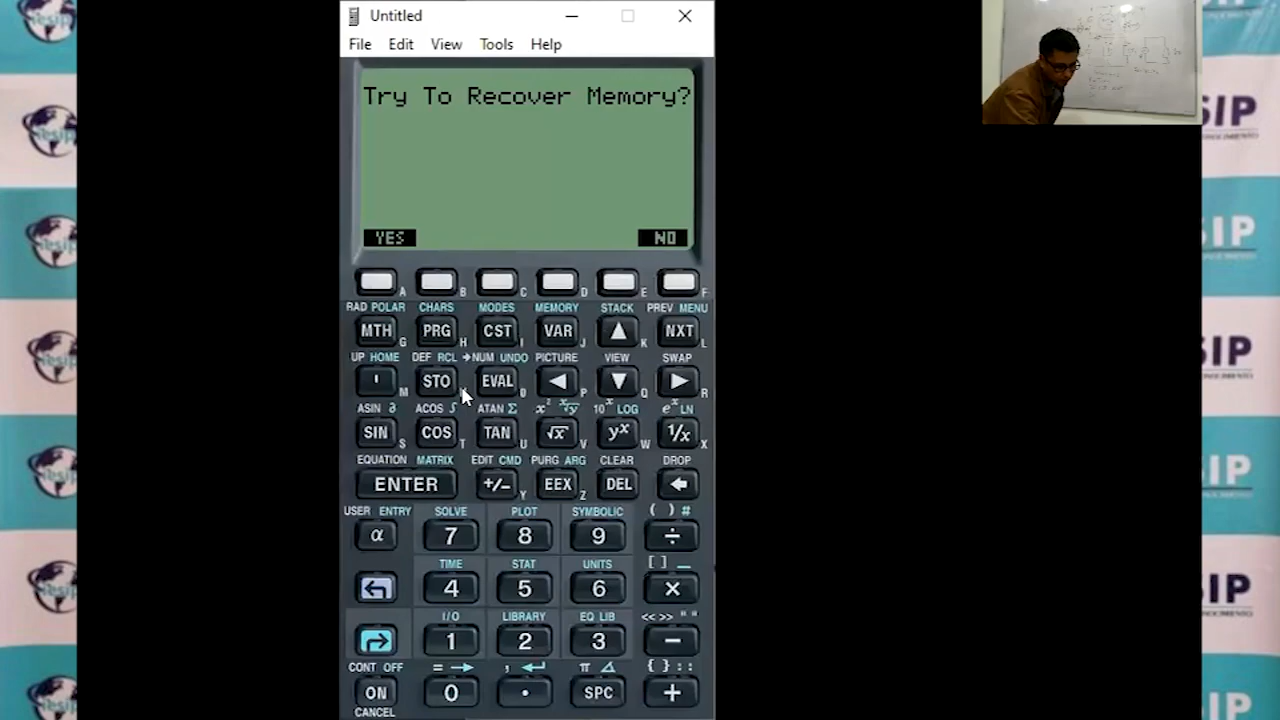 Untitled
File Edit View Tools Help
Try To Recover Memory?
YES NO
A B C D E F
RAD POLAR CHARS MODES MEMORY STACK PREV MENU
MTH G PRG H CST I VAR J K NXT L
UP HOME DEF RCL →NUM UNDO PICTURE VIEW SWAP
' M STO EVAL O P Q R
ASIN ∂ ACOS ∫ ATAN Σ x² ˣ√y 10ˣ LOG eˣ LN
SIN S COS T TAN U √x V yˣ W 1/x X
EQUATION MATRIX EDIT CMD PURG ARG CLEAR DROP
ENTER +/- Y EEX Z DEL
USER ENTRY SOLVE PLOT SYMBOLIC ( ) #
α 7 8 9 ÷
TIME STAT UNITS [ ] _
4 5 6 ×
I/O LIBRARY EQ LIB << >> " "
1 2 3 −
CONT OFF = → , ↵ π ∡ { } : :
ON 0 . SPC +
CANCEL
SIP
SIP
SIP
SIP